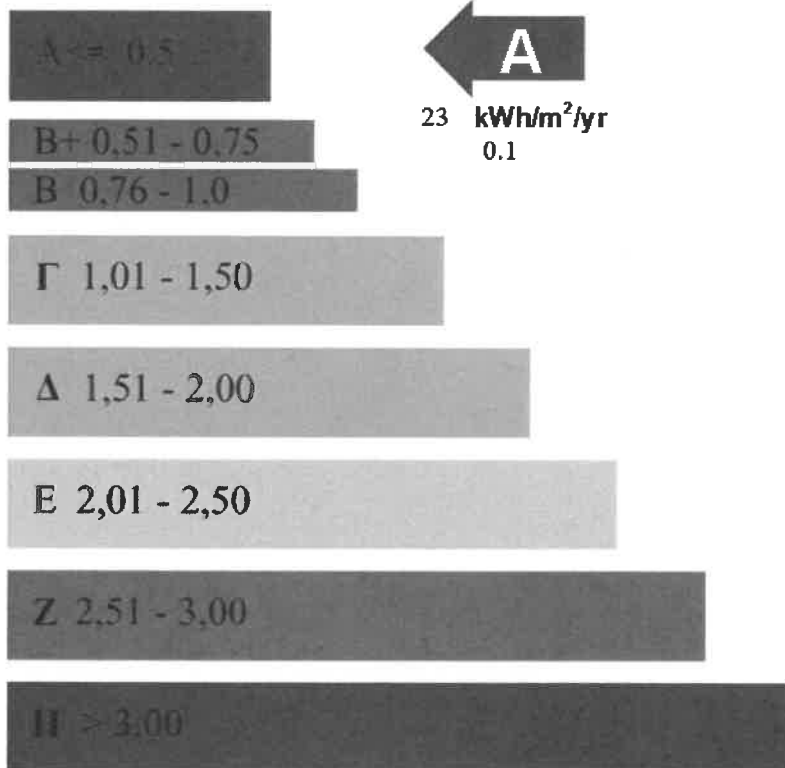 A <= 0.5
A
23 kWh/m²/yr
0.1
B+ 0,51 - 0,75
B 0,76 - 1,0
Γ 1,01 - 1,50
Δ 1,51 - 2,00
E 2,01 - 2,50
Z 2,51 - 3,00
H > 3,00